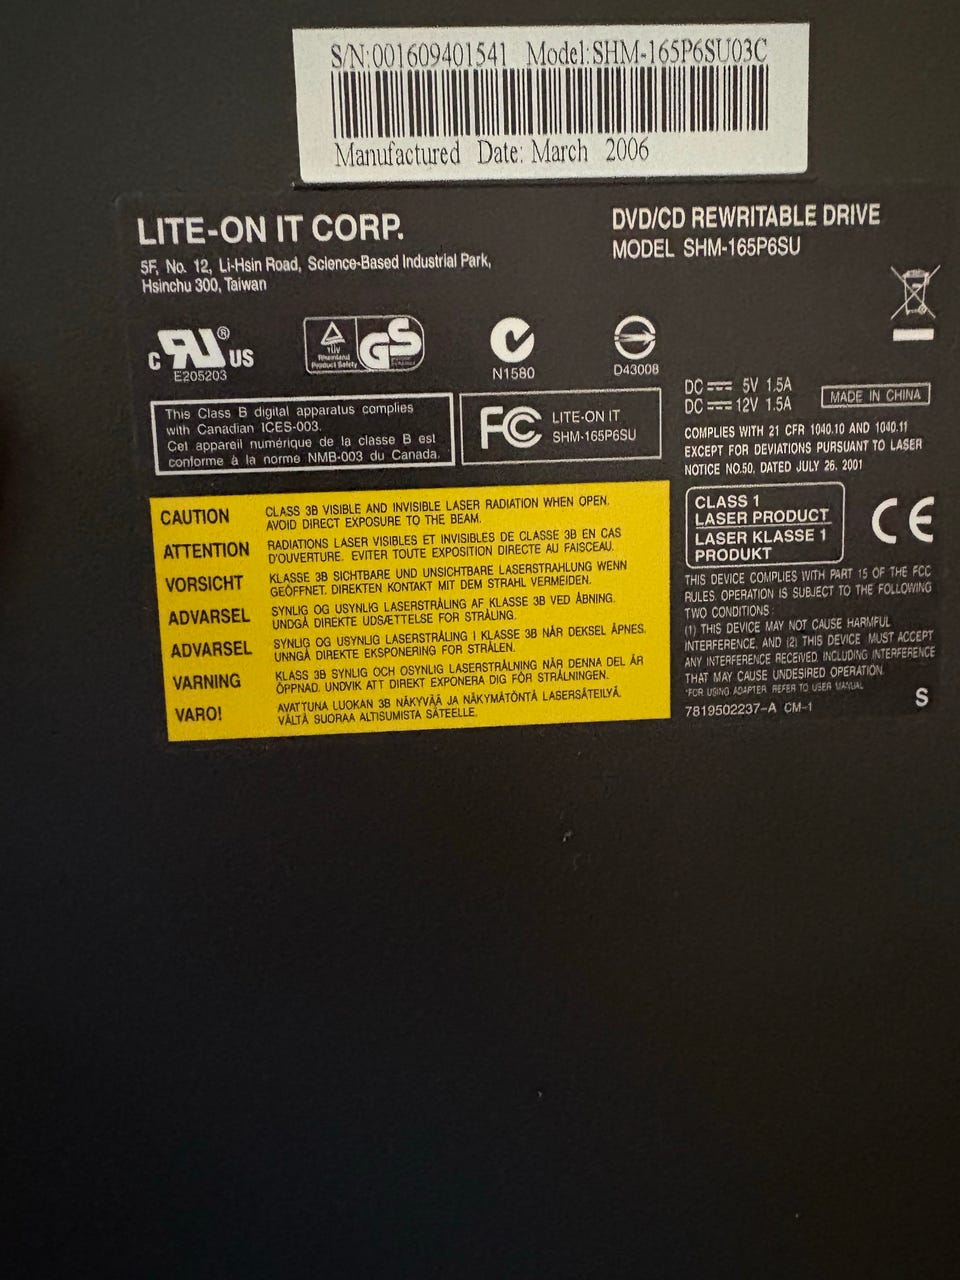 S/N:001609401541 Model:SHM-165P6SU03C
Manufactured Date: March 2006
LITE-ON IT CORP.
5F, No. 12, Li-Hsin Road, Science-Based Industrial Park,
Hsinchu 300, Taiwan
DVD/CD REWRITABLE DRIVE
MODEL SHM-165P6SU
C RU ® US
E205203
TÜV
Rheinland
Product Safety
GS
N1580
D43008
DC 5V 1.5A
DC 12V 1.5A
MADE IN CHINA
This Class B digital apparatus complies
with Canadian ICES-003.
Cet appareil numérique de la classe B est
conforme à la norme NMB-003 du Canada.
FC
LITE-ON IT
SHM-165P6SU
COMPLIES WITH 21 CFR 1040.10 AND 1040.11
EXCEPT FOR DEVIATIONS PURSUANT TO LASER
NOTICE NO.50, DATED JULY 26, 2001
CAUTION CLASS 3B VISIBLE AND INVISIBLE LASER RADIATION WHEN OPEN.
AVOID DIRECT EXPOSURE TO THE BEAM.
ATTENTION RADIATIONS LASER VISIBLES ET INVISIBLES DE CLASSE 3B EN CAS
D'OUVERTURE. EVITER TOUTE EXPOSITION DIRECTE AU FAISCEAU.
VORSICHT KLASSE 3B SICHTBARE UND UNSICHTBARE LASERSTRAHLUNG WENN
GEÖFFNET. DIREKTEN KONTAKT MIT DEM STRAHL VERMEIDEN.
ADVARSEL SYNLIG OG USYNLIG LASERSTRÅLING AF KLASSE 3B VED ÅBNING.
UNDGÅ DIREKTE UDSÆTTELSE FOR STRÅLING.
ADVARSEL SYNLIG OG USYNLIG LASERSTRÅLING I KLASSE 3B NÅR DEKSEL ÅPNES.
UNNGÅ DIREKTE EKSPONERING FOR STRÅLEN.
VARNING KLASS 3B SYNLIG OCH OSYNLIG LASERSTRÅLNING NÄR DENNA DEL ÄR
ÖPPNAD. UNDVIK ATT DIREKT EXPONERA DIG FÖR STRÅLNINGEN.
VARO! AVATTUNA LUOKAN 3B NÄKYVÄÄ JA NÄKYMÄTÖNTÄ LASERSÄTEILYÄ.
VÄLTÄ SUORAA ALTISUMISTA SÄTEELLE.
CLASS 1
LASER PRODUCT
LASER KLASSE 1
PRODUKT
CE
THIS DEVICE COMPLIES WITH PART 15 OF THE FCC
RULES. OPERATION IS SUBJECT TO THE FOLLOWING
TWO CONDITIONS :
(1) THIS DEVICE MAY NOT CAUSE HARMFUL
INTERFERENCE, AND (2) THIS DEVICE MUST ACCEPT
ANY INTERFERENCE RECEIVED, INCLUDING INTERFERENCE
THAT MAY CAUSE UNDESIRED OPERATION.
*FOR USING ADAPTER REFER TO USER MANUAL
7819502237-A CM-1
S